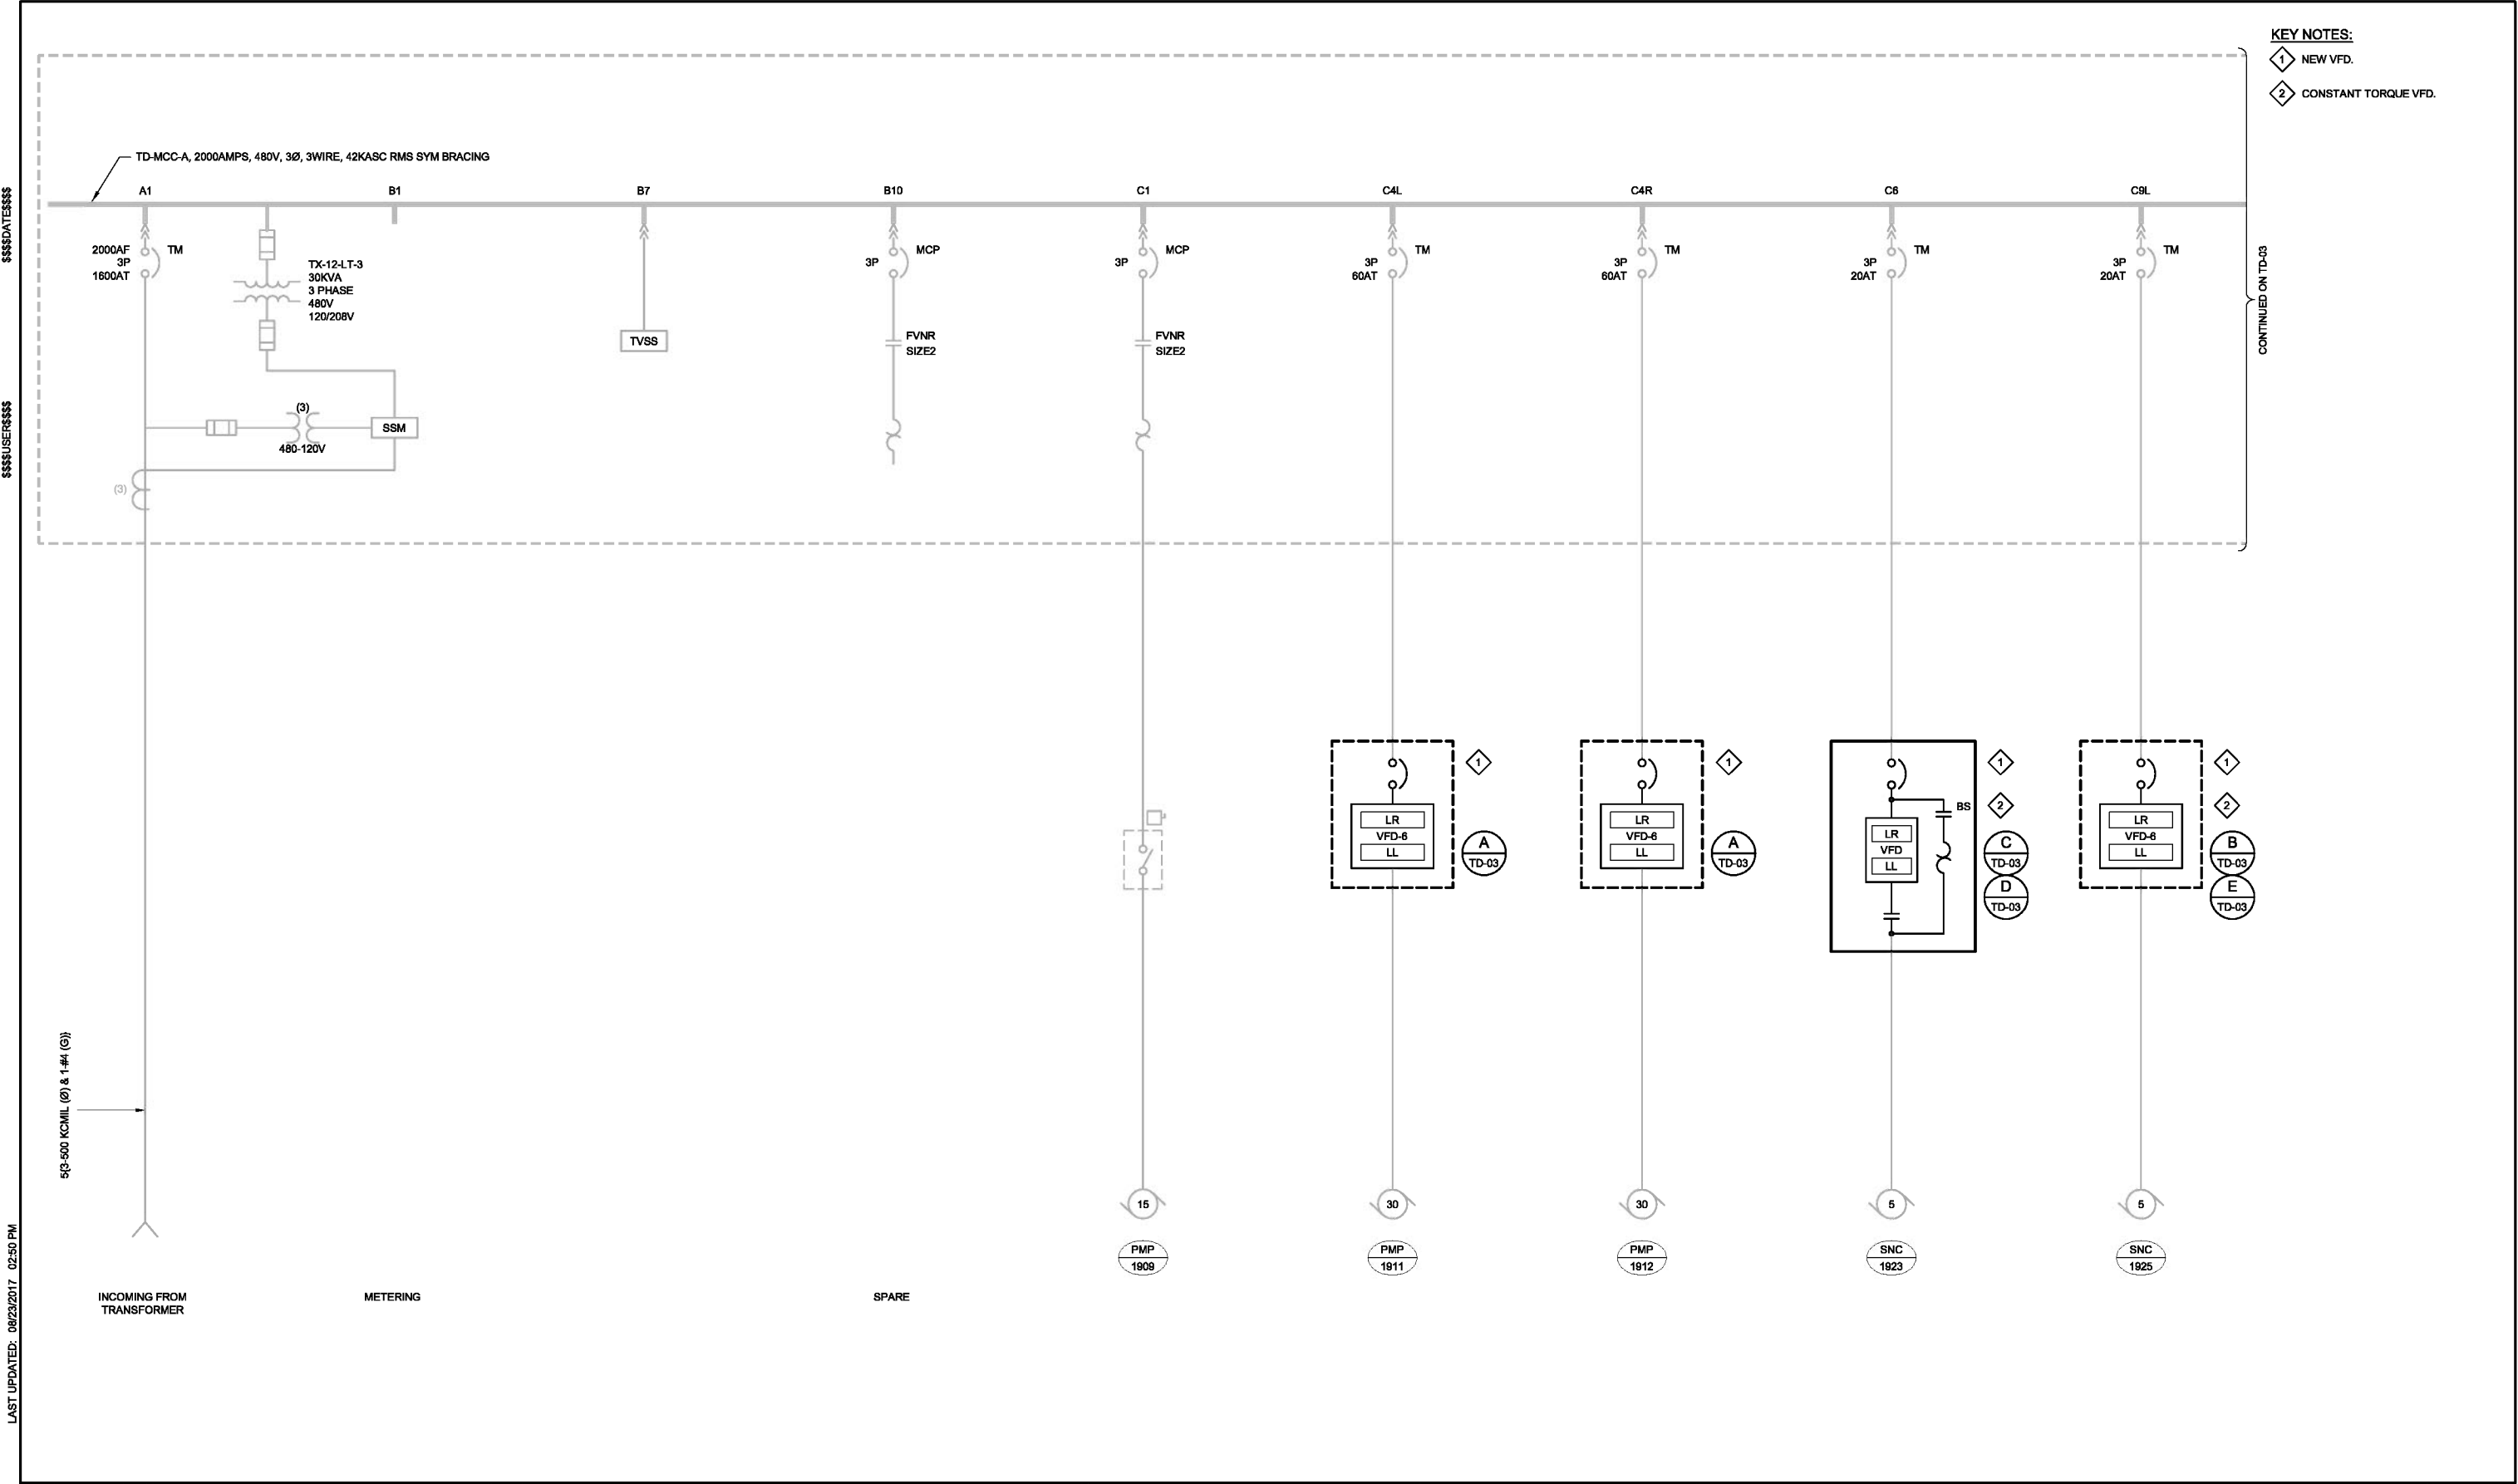 KEY NOTES:
1 NEW VFD.
2 CONSTANT TORQUE VFD.
TD-MCC-A, 2000AMPS, 480V, 3Ø, 3WIRE, 42KASC RMS SYM BRACING
A1
B1
B7
B10
C1
C4L
C4R
C6
C9L
2000AF
3P
1600AT
TM
TX-12-LT-3
30KVA
3 PHASE
480V
120/208V
(3)
480-120V
SSM
(3)
TVSS
3P
MCP
FVNR
SIZE2
3P
MCP
FVNR
SIZE2
3P
60AT
TM
3P
60AT
TM
3P
20AT
TM
3P
20AT
TM
CONTINUED ON TD-03
$$$$DATE$$$$
$$$$USER$$$$
LAST UPDATED: 08/23/2017 02:50 PM
5{3-500 KCMIL (Ø) & 1-#4 (G)}
LR
VFD-6
LL
1
A
TD-03
LR
VFD-6
LL
1
A
TD-03
BS
LR
VFD
LL
1
2
C
TD-03
D
TD-03
LR
VFD-6
LL
1
2
B
TD-03
E
TD-03
15
30
30
5
5
PMP
1909
PMP
1911
PMP
1912
SNC
1923
SNC
1925
INCOMING FROM
TRANSFORMER
METERING
SPARE